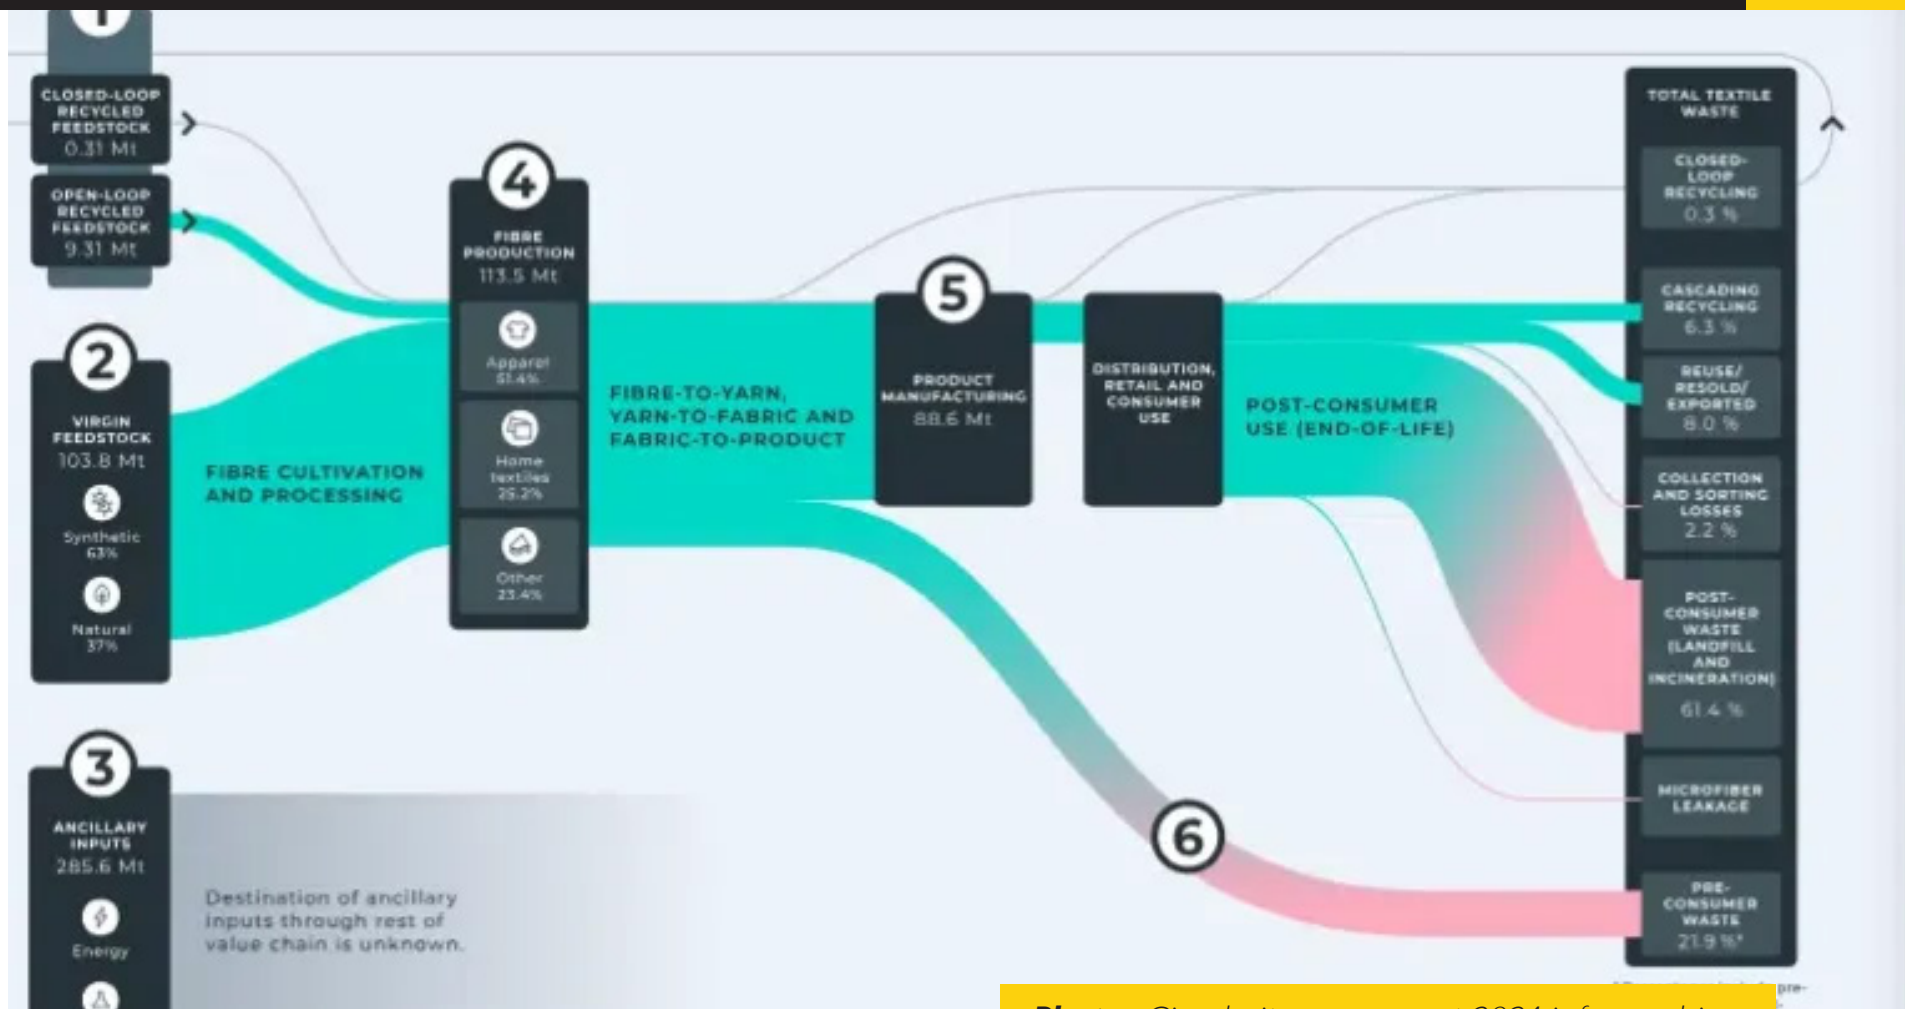 1
CLOSED-LOOP
RECYCLED
FEEDSTOCK
0.31 Mt
OPEN-LOOP
RECYCLED
FEEDSTOCK
9.31 Mt
2
VIRGIN
FEEDSTOCK
103.8 Mt
Synthetic
63%
Natural
37%
FIBRE CULTIVATION
AND PROCESSING
3
ANCILLARY
INPUTS
285.6 Mt
Energy
Destination of ancillary
inputs through rest of
value chain is unknown.
4
FIBRE
PRODUCTION
113.5 Mt
Apparel
51.4%
Home
textiles
25.2%
Other
23.4%
FIBRE-TO-YARN,
YARN-TO-FABRIC AND
FABRIC-TO-PRODUCT
5
PRODUCT
MANUFACTURING
88.6 Mt
DISTRIBUTION,
RETAIL AND
CONSUMER
USE
POST-CONSUMER
USE (END-OF-LIFE)
6
TOTAL TEXTILE
WASTE
CLOSED-
LOOP
RECYCLING
0.3 %
CASCADING
RECYCLING
6.3 %
REUSE/
RESOLD/
EXPORTED
8.0 %
COLLECTION
AND SORTING
LOSSES
2.2 %
POST-
CONSUMER
WASTE
(LANDFILL
AND
INCINERATION)
61.4 %
MICROFIBER
LEAKAGE
PRE-
CONSUMER
WASTE
21.9 %*
pre-